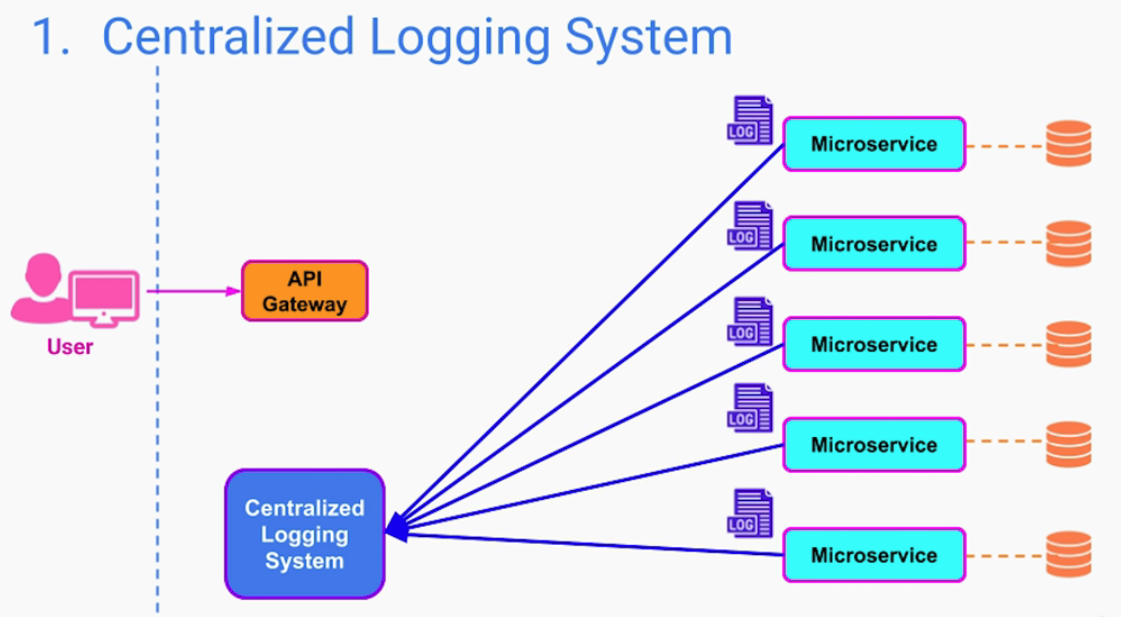 1. Centralized Logging System
LOG
Microservice
LOG
Microservice
API
Gateway
User
LOG
Microservice
LOG
Microservice
Centralized
Logging
System
LOG
Microservice